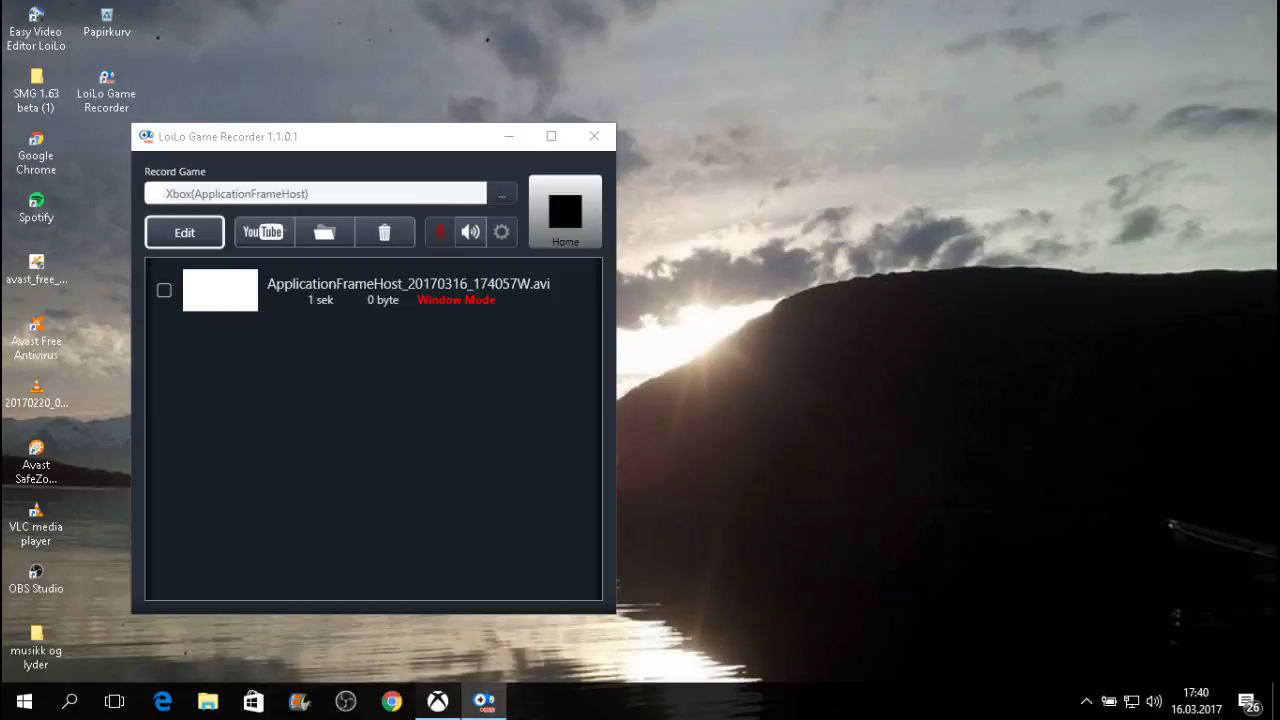 Easy Video
Editor LoiLo
Papirkurv
SMG 1.63
beta (1)
LoiLo Game
Recorder
Google
Chrome
Spotify
avast_free_...
Avast Free
Antivirus
20170220_0...
Avast
SafeZo...
VLC media
player
OBS Studio
musikk og
lyder
LoiLo Game Recorder 1.1.0.1
Record Game
Xbox(ApplicationFrameHost)
...
Edit
YouTube
Home
ApplicationFrameHost_20170316_174057W.avi
1 sek 0 byte Window Mode
17:40
16.03.2017
26